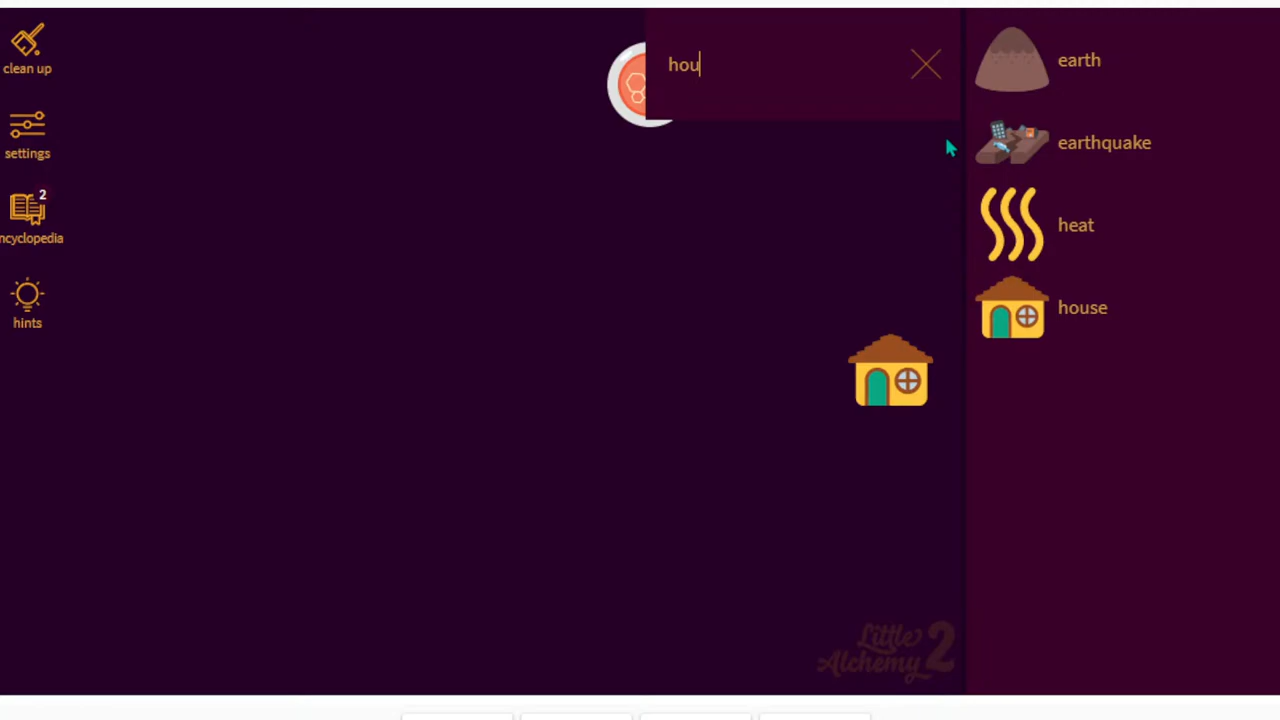 clean up
settings
ncyclopedia
2
hints
hou
earth
earthquake
heat
house
Little
Alchemy 2